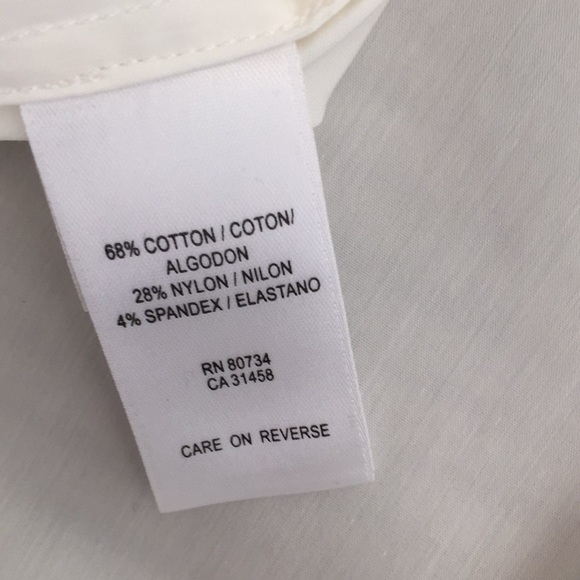 68% COTTON / COTON/
ALGODON
28% NYLON / NILON
4% SPANDEX / ELASTANO
RN 80734
CA 31458
CARE ON REVERSE